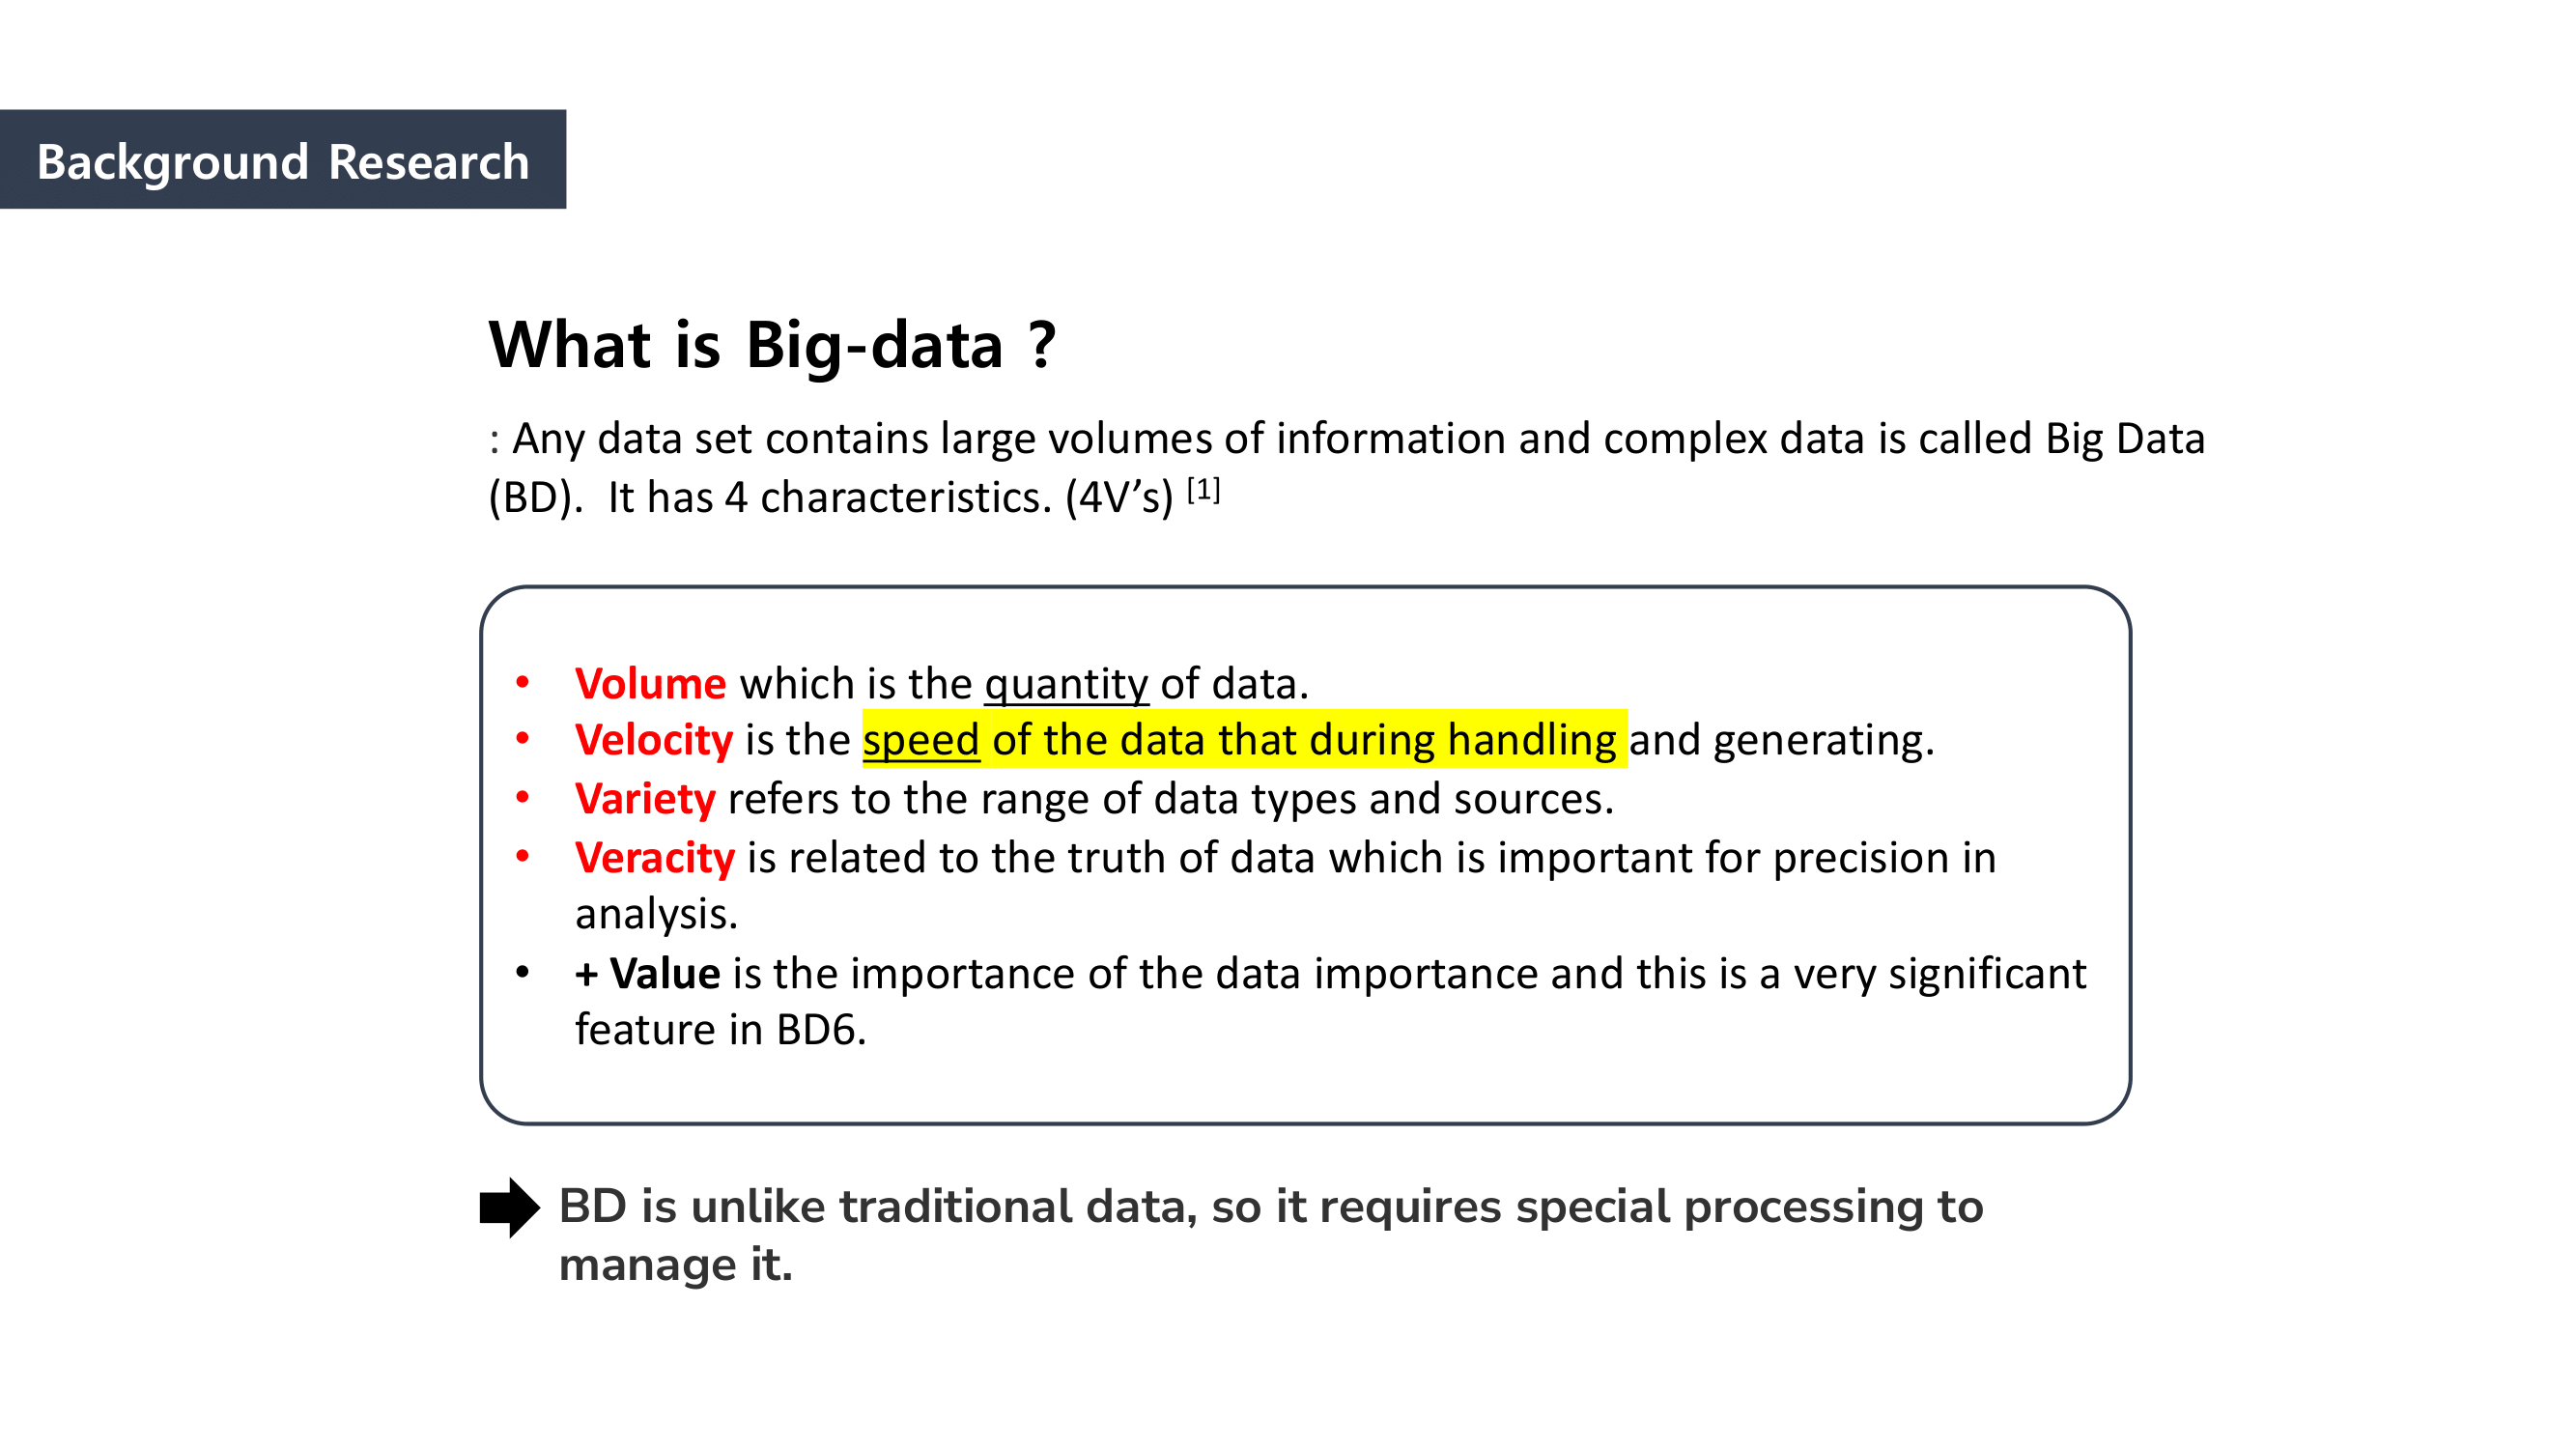 Background Research
What is Big-data ?
: Any data set contains large volumes of information and complex data is called Big Data
(BD).  It has 4 characteristics. (4V’s) [1]
• Volume which is the quantity of data.
• Velocity is the speed of the data that during handling and generating.
• Variety refers to the range of data types and sources.
• Veracity is related to the truth of data which is important for precision in
analysis.
• + Value is the importance of the data importance and this is a very significant
feature in BD6.
BD is unlike traditional data, so it requires special processing to
manage it.